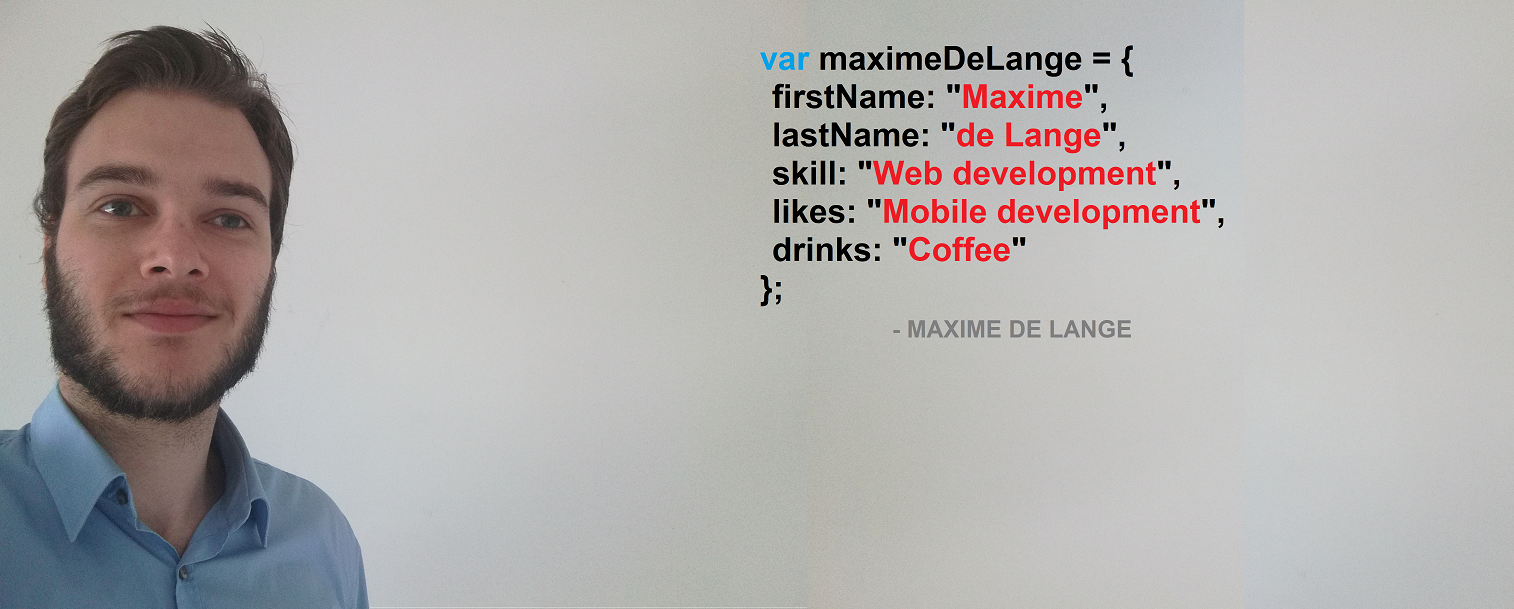 var maximeDeLange = {
firstName: "Maxime",
lastName: "de Lange",
skill: "Web development",
likes: "Mobile development",
drinks: "Coffee"
};
- MAXIME DE LANGE